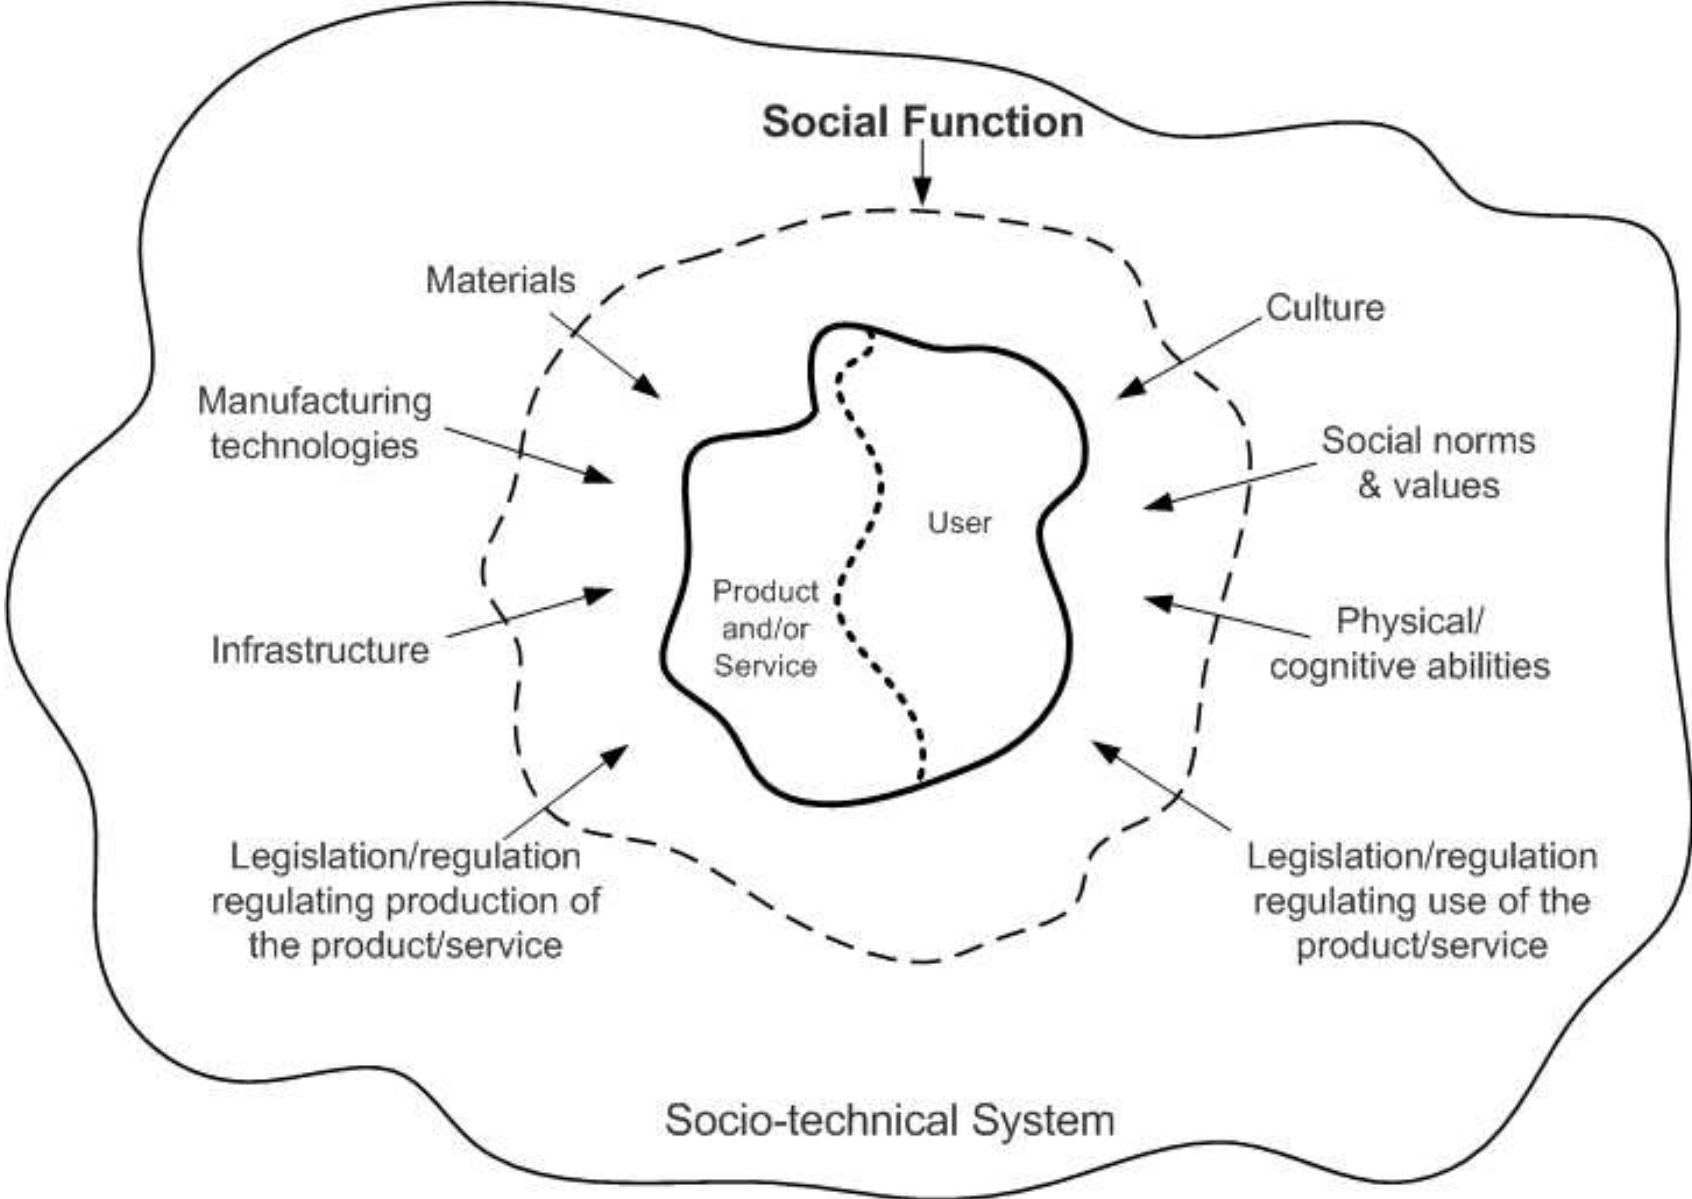 Social Function
Materials
Culture
Manufacturing
technologies
Social norms
& values
User
Product
and/or
Service
Infrastructure
Physical/
cognitive abilities
Legislation/regulation
regulating production of
the product/service
Legislation/regulation
regulating use of the
product/service
Socio-technical System